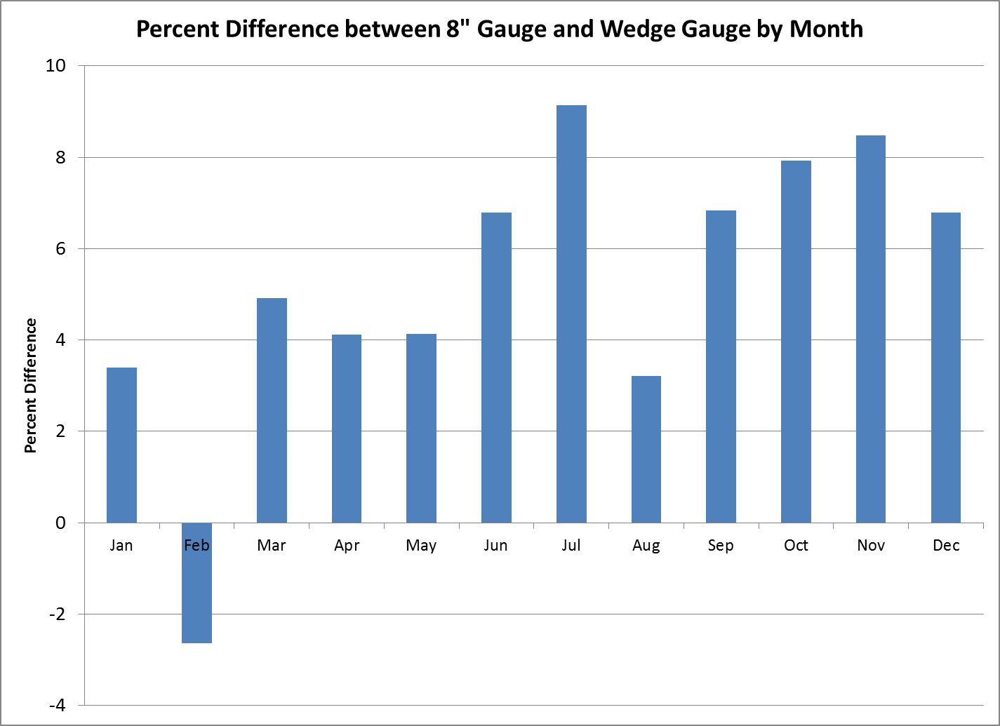 Percent Difference between 8" Gauge and Wedge Gauge by Month
10
8
6
4
2
0
-2
-4
Percent Difference
Jan Feb Mar Apr May Jun Jul Aug Sep Oct Nov Dec